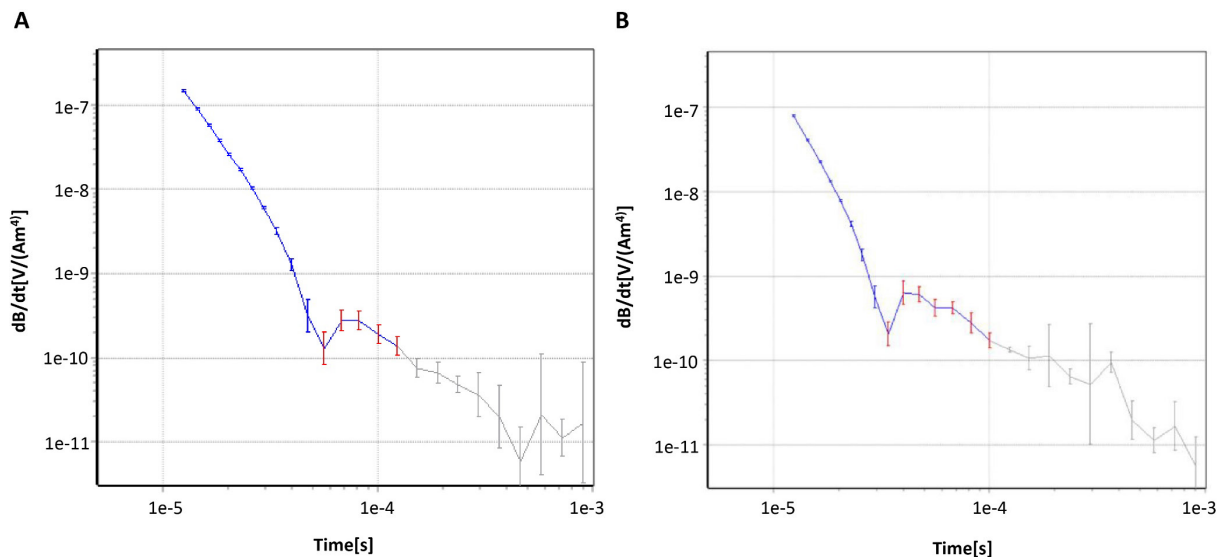 A
1e-7
1e-8
1e-9
1e-10
1e-11
dB/dt[V/(Am⁴⁾]
1e-5
1e-4
1e-3
Time[s]
B
1e-7
1e-8
1e-9
1e-10
1e-11
dB/dt[V/(Am⁴⁾]
1e-5
1e-4
1e-3
Time[s]